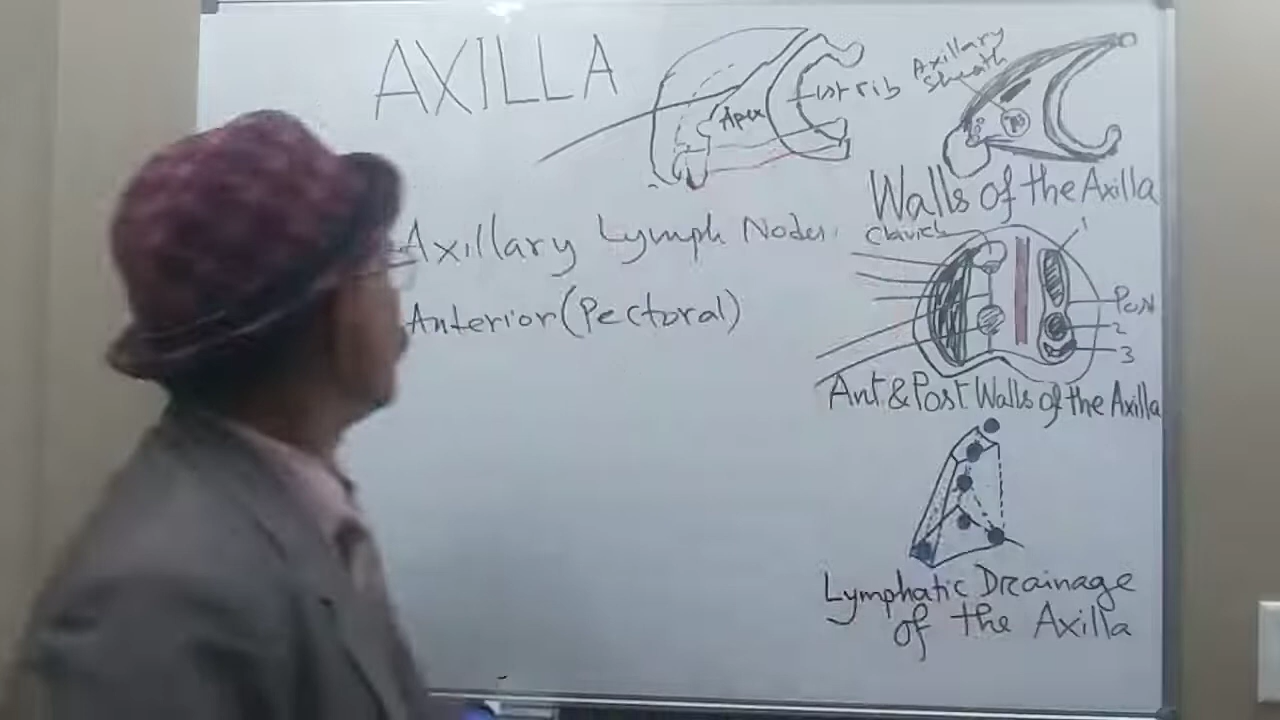 AXILLA
Apex
1st rib
Axillary
Sheath
Walls of the Axilla
Axillary Lymph Nodes.
Clavicle
1
2
3
Anterior (Pectoral)
Ant. & Post. Walls of the Axilla
Lymphatic Drainage
of the Axilla